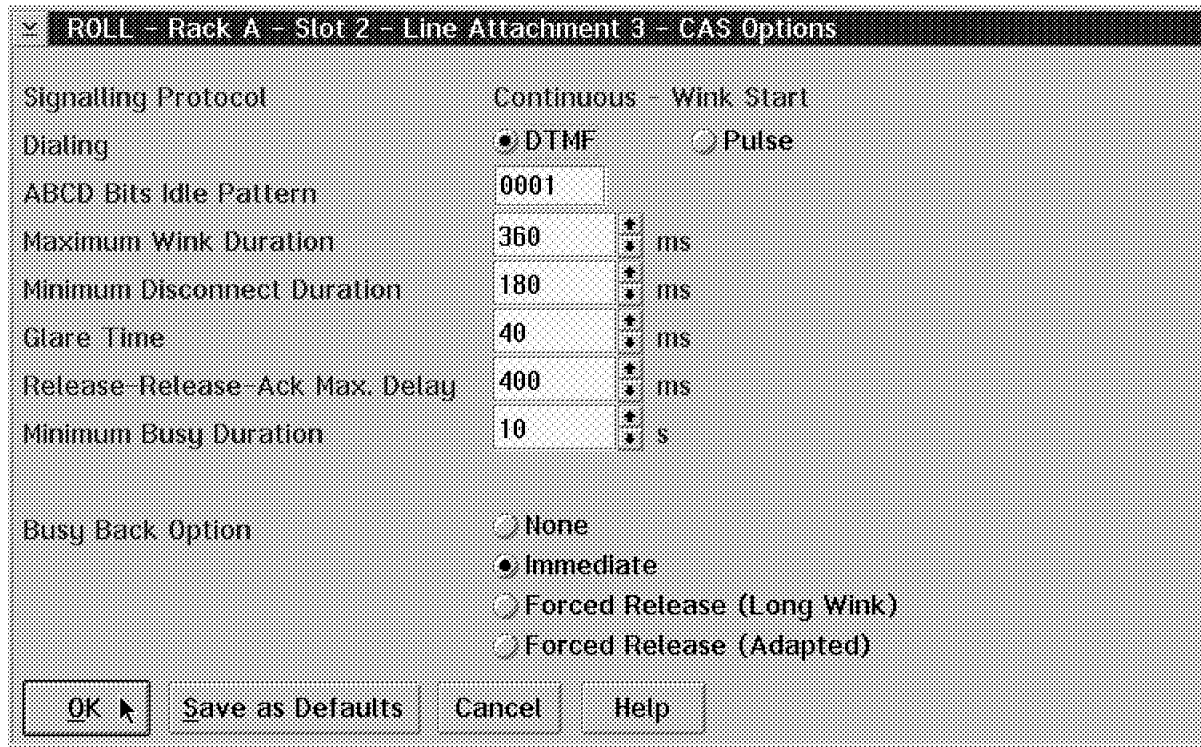 ROLL - Rack A - Slot 2 - Line Attachment 3 - CAS Options
Signalling Protocol Continuous - Wink Start
Dialing DTMF Pulse
ABCD Bits Idle Pattern 0001
Maximum Wink Duration 360 ms
Minimum Disconnect Duration 180 ms
Glare Time 40 ms
Release-Release-Ack Max. Delay 400 ms
Minimum Busy Duration 10 s
Busy Back Option None
Immediate
Forced Release (Long Wink)
Forced Release (Adapted)
OK Save as Defaults Cancel Help